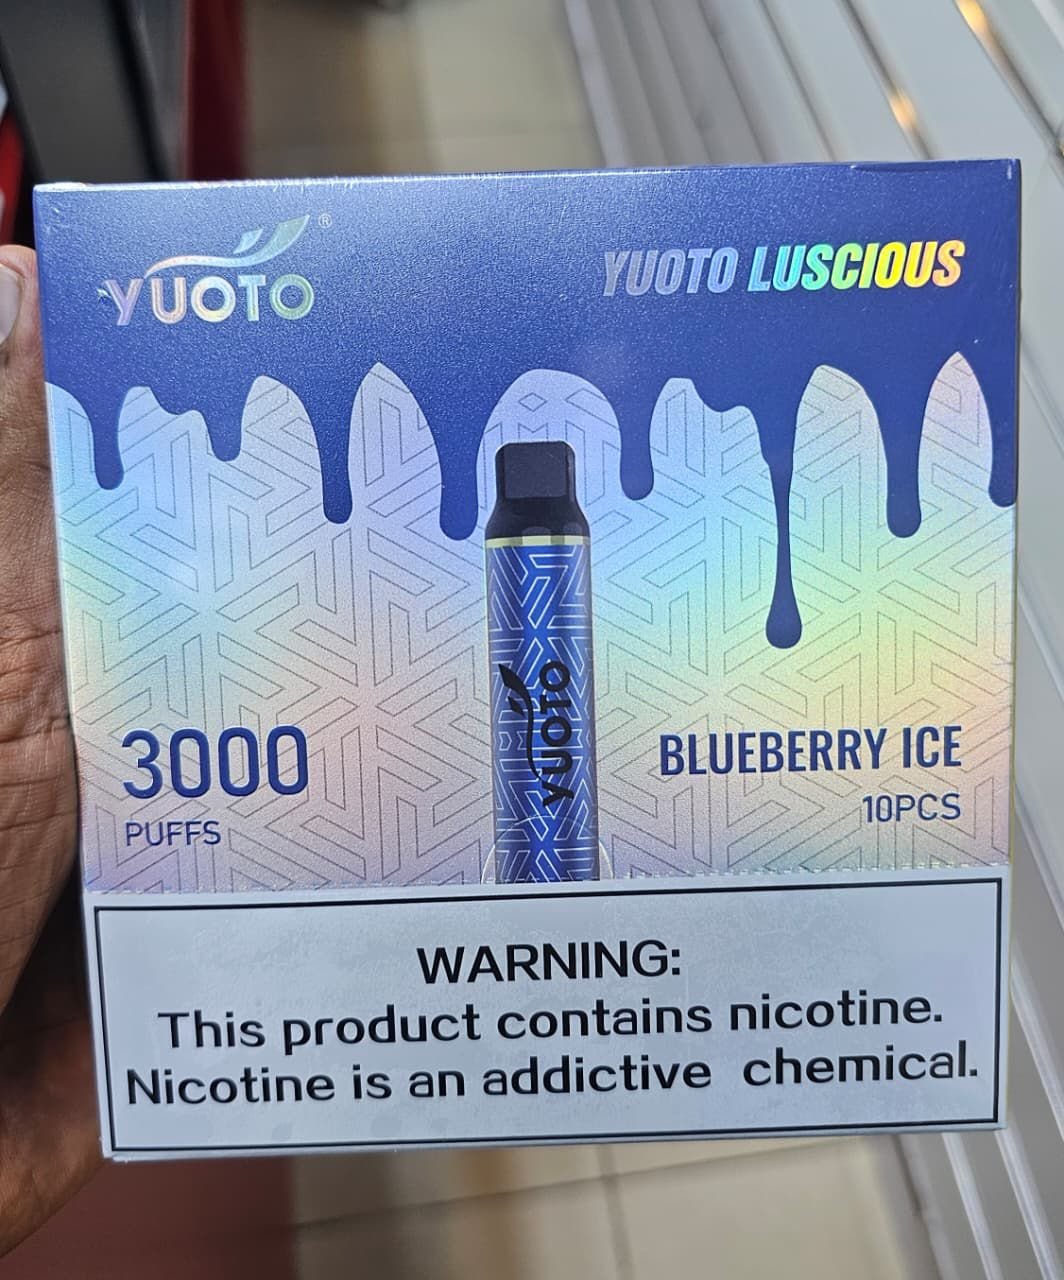 YUOTO®
YUOTO LUSCIOUS
YUOTO
3000
PUFFS
BLUEBERRY ICE
10PCS
WARNING:
This product contains nicotine.
Nicotine is an addictive chemical.